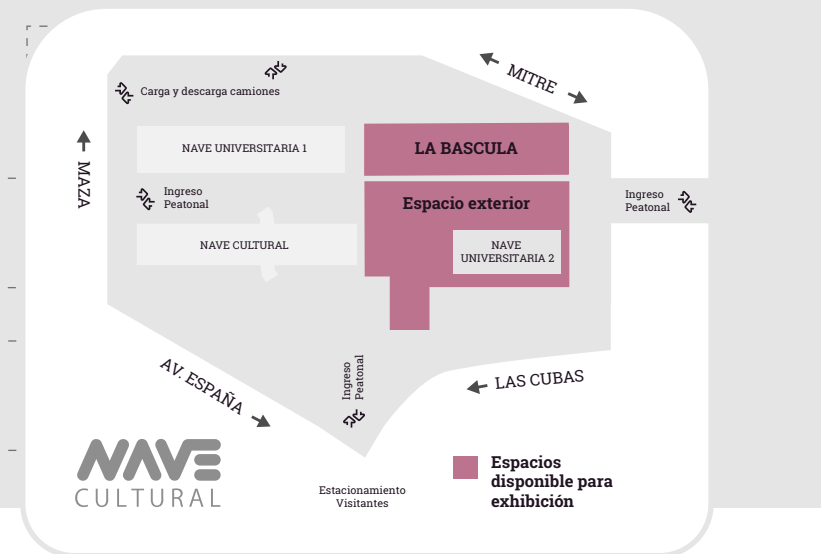 MITRE
Carga y descarga camiones
NAVE UNIVERSITARIA 1
LA BASCULA
MAZA
Ingreso
Peatonal
Espacio exterior
Ingreso
Peatonal
NAVE CULTURAL
NAVE
UNIVERSITARIA 2
Ingreso
Peatonal
AV. ESPAÑA
LAS CUBAS
NAVE
CULTURAL
Estacionamiento
Visitantes
Espacios
disponible para
exhibición